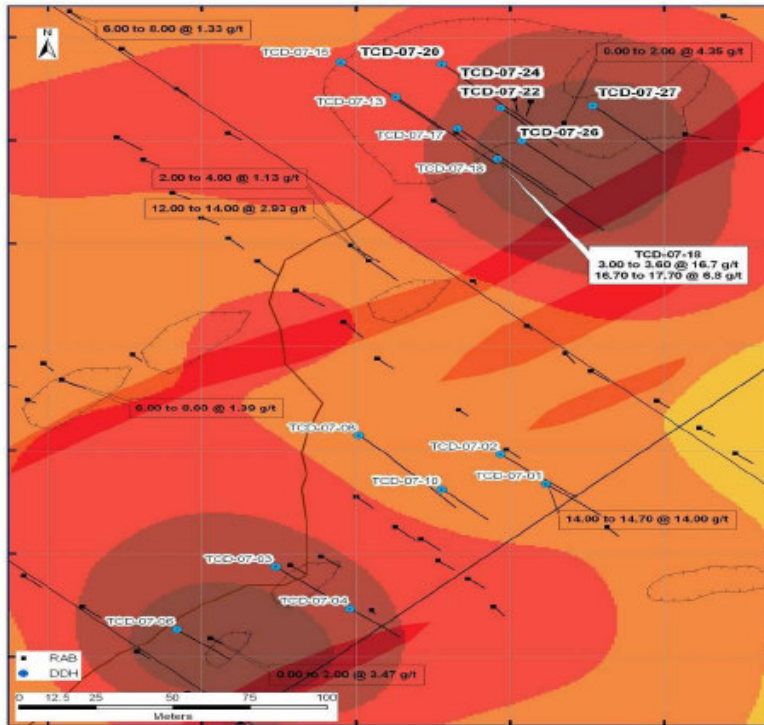 6.00 to 8.00 @ 1.33 g/t
N
TCD-07-15
TCD-07-20
0.00 to 2.00 @ 4.35 g/t
TCD-07-24
TCD-07-13
TCD-07-22
TCD-07-27
TCD-07-17
TCD-07-26
TCD-07-18
2.00 to 4.00 @ 1.13 g/t
12.00 to 14.00 @ 2.93 g/t
TCD-07-18
3.00 to 3.60 @ 16.7 g/t
16.70 to 17.70 @ 6.8 g/t
6.00 to 8.00 @ 1.39 g/t
TCD-07-08
TCD-07-02
TCD-07-10
TCD-07-01
14.00 to 14.70 @ 14.00 g/t
TCD-07-03
TCD-07-04
TCD-07-06
RAB
DDH
0.00 to 2.00 @ 3.47 g/t
0 12.5 25 50 75 100
Meters